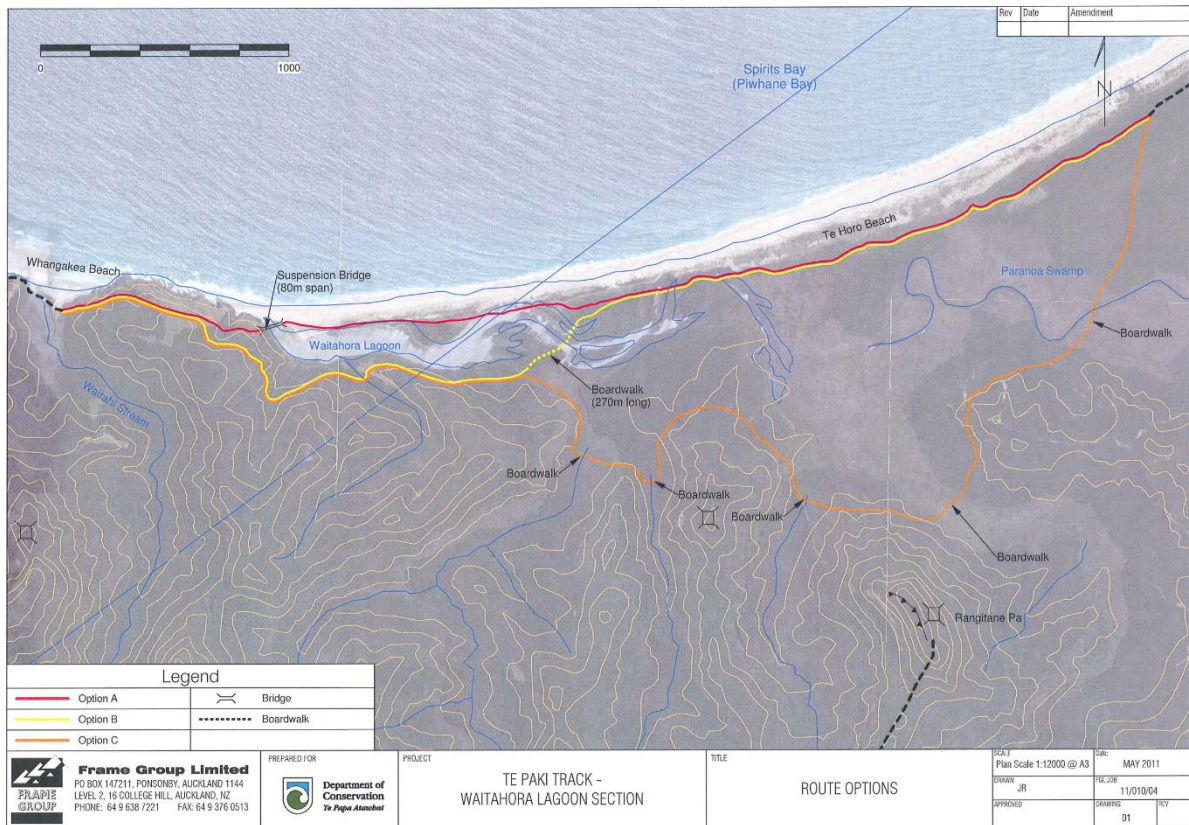 Rev Date Amendment
0 1000
Spirits Bay
(Piwhane Bay)
N
Te Horo Beach
Whangakea Beach
Suspension Bridge
(80m span)
Paranoa Swamp
Boardwalk
Waitahora Lagoon
Boardwalk
(270m long)
Waitahi Stream
Boardwalk
Boardwalk
Boardwalk
Boardwalk
Rangitane Pa
Legend
Option A Bridge
Option B Boardwalk
Option C
FRAME
GROUP
Frame Group Limited
PO BOX 147211, PONSONBY, AUCKLAND 1144
LEVEL 2, 16 COLLEGE HILL, AUCKLAND, NZ
PHONE: 64 9 638 7221 FAX: 64 9 376 0513
PREPARED FOR
Department of
Conservation
Te Papa Atawhai
PROJECT
TE PAKI TRACK -
WAITAHORA LAGOON SECTION
TITLE
ROUTE OPTIONS
SCALE
Plan Scale 1:12000 @ A3
Date:
MAY 2011
DRAWN
JR
FGL JOB
11/010/04
APPROVED
DRAWING
01
REV